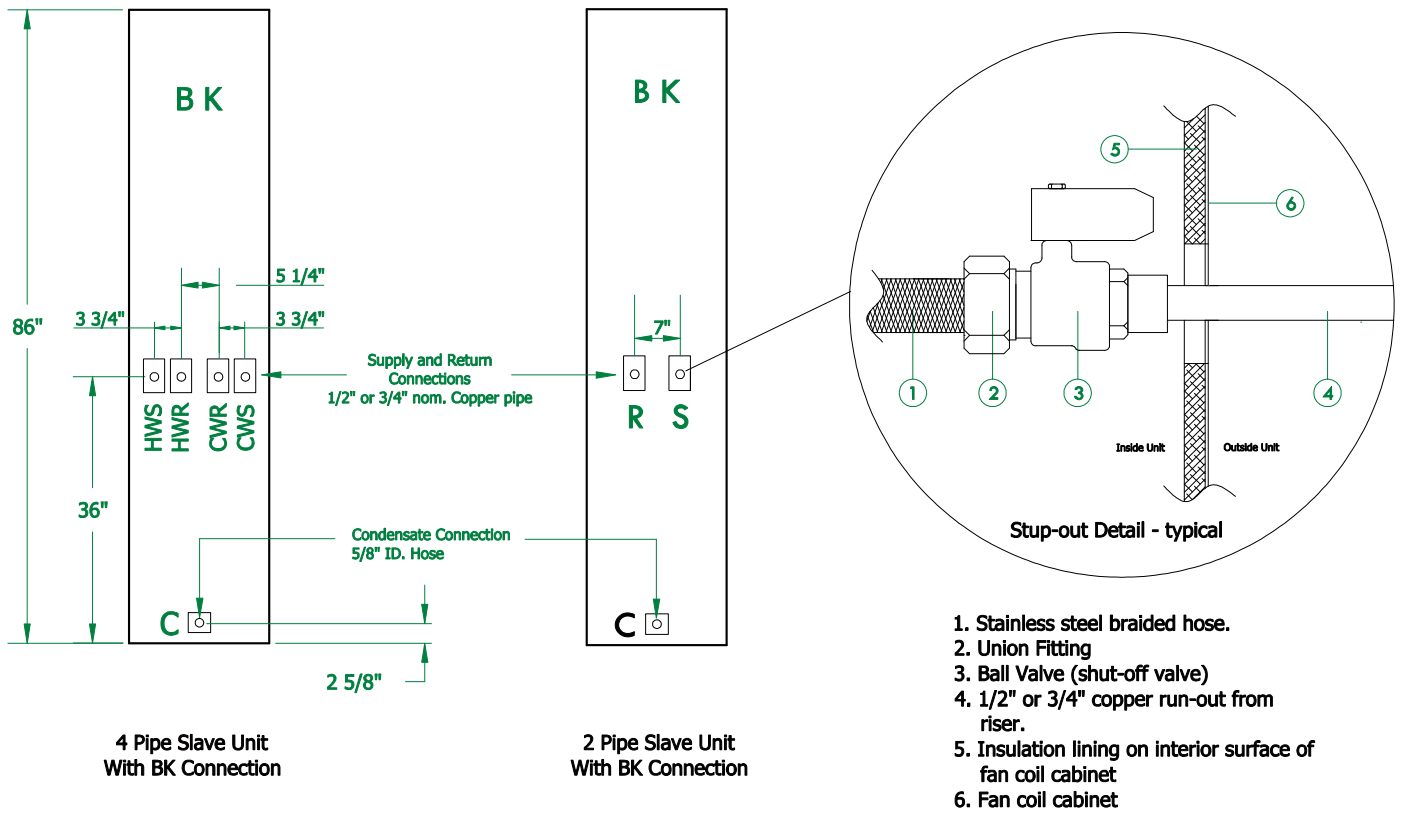 B K
86"
3 3/4"
5 1/4"
3 3/4"
HWS
HWR
CWR
CWS
36"
C
2 5/8"
4 Pipe Slave Unit
With BK Connection
Supply and Return
Connections
1/2" or 3/4" nom. Copper pipe
Condensate Connection
5/8" ID. Hose
B K
7"
R S
C
2 Pipe Slave Unit
With BK Connection
5
6
1
2
3
4
Inside Unit
Outside Unit
Stup-out Detail - typical
1. Stainless steel braided hose.
2. Union Fitting
3. Ball Valve (shut-off valve)
4. 1/2" or 3/4" copper run-out from
riser.
5. Insulation lining on interior surface of
fan coil cabinet
6. Fan coil cabinet